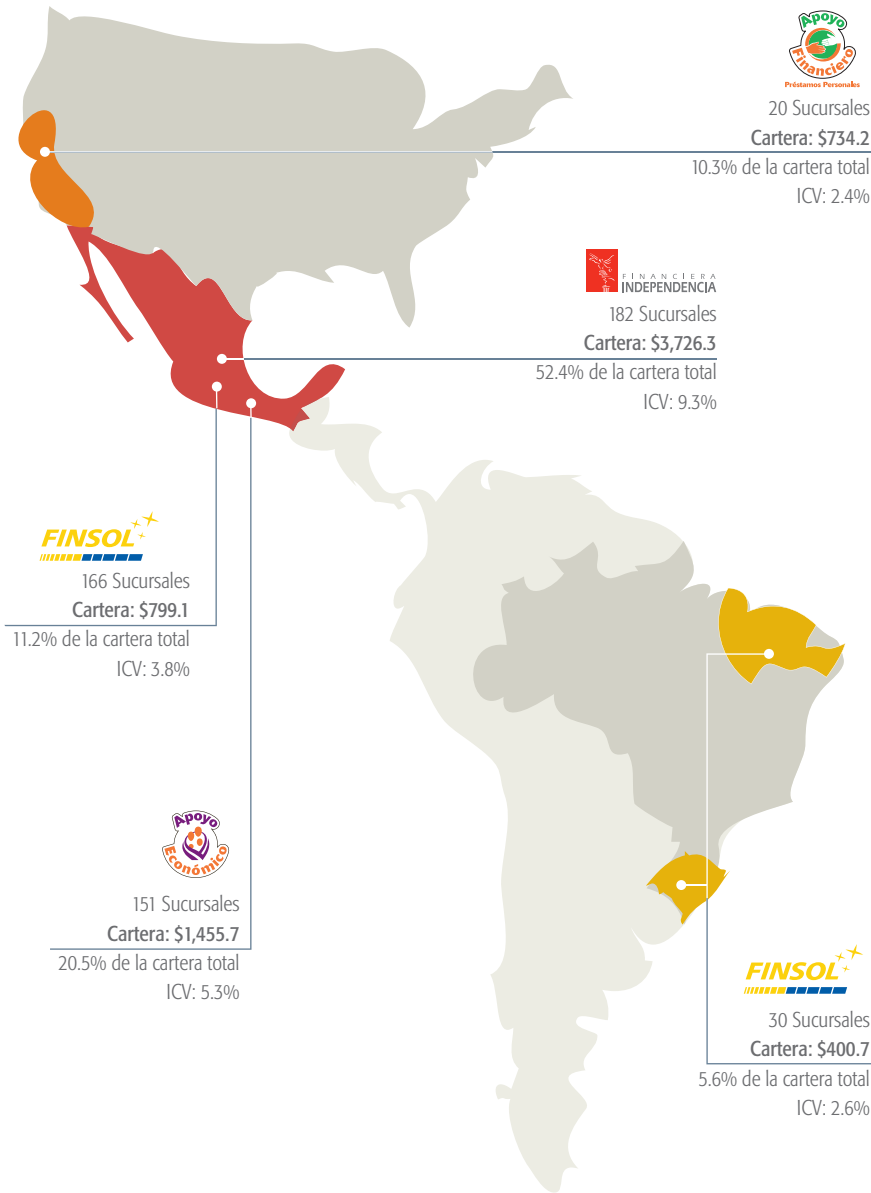 Apoyo
Financiero
Préstamos Personales
20 Sucursales
Cartera: $734.2
10.3% de la cartera total
ICV: 2.4%
FINANCIERA
INDEPENDENCIA
182 Sucursales
Cartera: $3,726.3
52.4% de la cartera total
ICV: 9.3%
FINSOL
166 Sucursales
Cartera: $799.1
11.2% de la cartera total
ICV: 3.8%
Apoyo
Económico
151 Sucursales
Cartera: $1,455.7
20.5% de la cartera total
ICV: 5.3%
FINSOL
30 Sucursales
Cartera: $400.7
5.6% de la cartera total
ICV: 2.6%